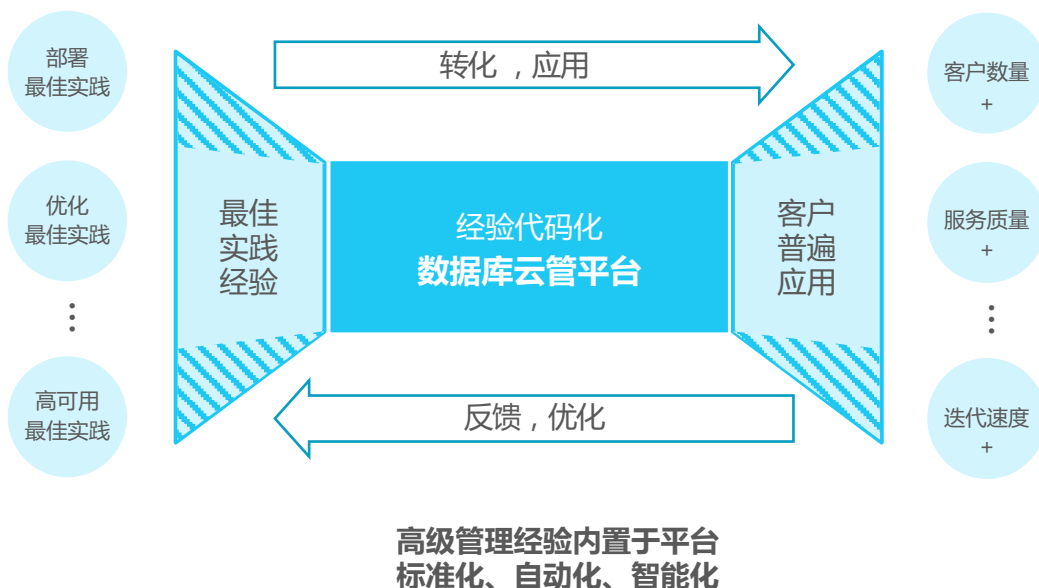 部署
最佳实践
优化
最佳实践
⋮
高可用
最佳实践
转化 ，应用
最佳
实践
经验
经验代码化
数据库云管平台
客户
普遍
应用
反馈，优化
客户数量
+
服务质量
+
⋮
迭代速度
+
高级管理经验内置于平台
标准化、自动化、智能化